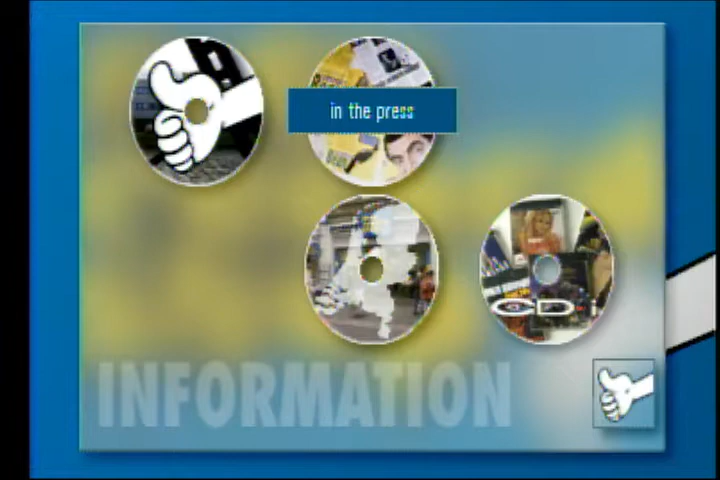 in the press
CD-i
INFORMATION